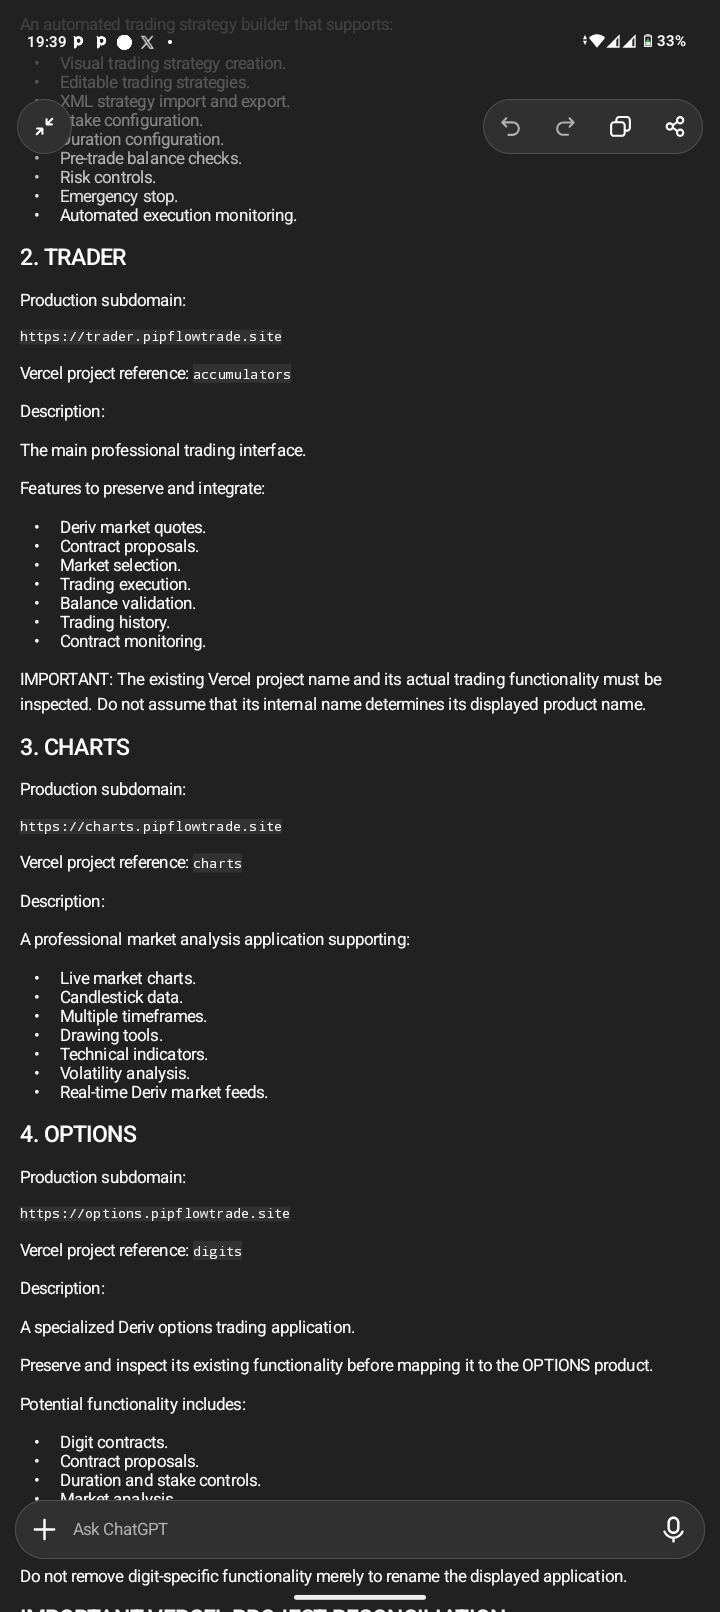 An automated trading strategy builder that supports:
19:39
33%
• Visual trading strategy creation.
• Editable trading strategies.
• XML strategy import and export.
take configuration.
uration configuration.
• Pre-trade balance checks.
• Risk controls.
• Emergency stop.
• Automated execution monitoring.
2. TRADER
Production subdomain:
https://trader.pipflowtrade.site
Vercel project reference: accumulators
Description:
The main professional trading interface.
Features to preserve and integrate:
• Deriv market quotes.
• Contract proposals.
• Market selection.
• Trading execution.
• Balance validation.
• Trading history.
• Contract monitoring.
IMPORTANT: The existing Vercel project name and its actual trading functionality must be
inspected. Do not assume that its internal name determines its displayed product name.
3. CHARTS
Production subdomain:
https://charts.pipflowtrade.site
Vercel project reference: charts
Description:
A professional market analysis application supporting:
• Live market charts.
• Candlestick data.
• Multiple timeframes.
• Drawing tools.
• Technical indicators.
• Volatility analysis.
• Real-time Deriv market feeds.
4. OPTIONS
Production subdomain:
https://options.pipflowtrade.site
Vercel project reference: digits
Description:
A specialized Deriv options trading application.
Preserve and inspect its existing functionality before mapping it to the OPTIONS product.
Potential functionality includes:
• Digit contracts.
• Contract proposals.
• Duration and stake controls.
• Market analysis
Ask ChatGPT
Do not remove digit-specific functionality merely to rename the displayed application.
IMPORTANT VERCEL PROJECT RECONCILIATION